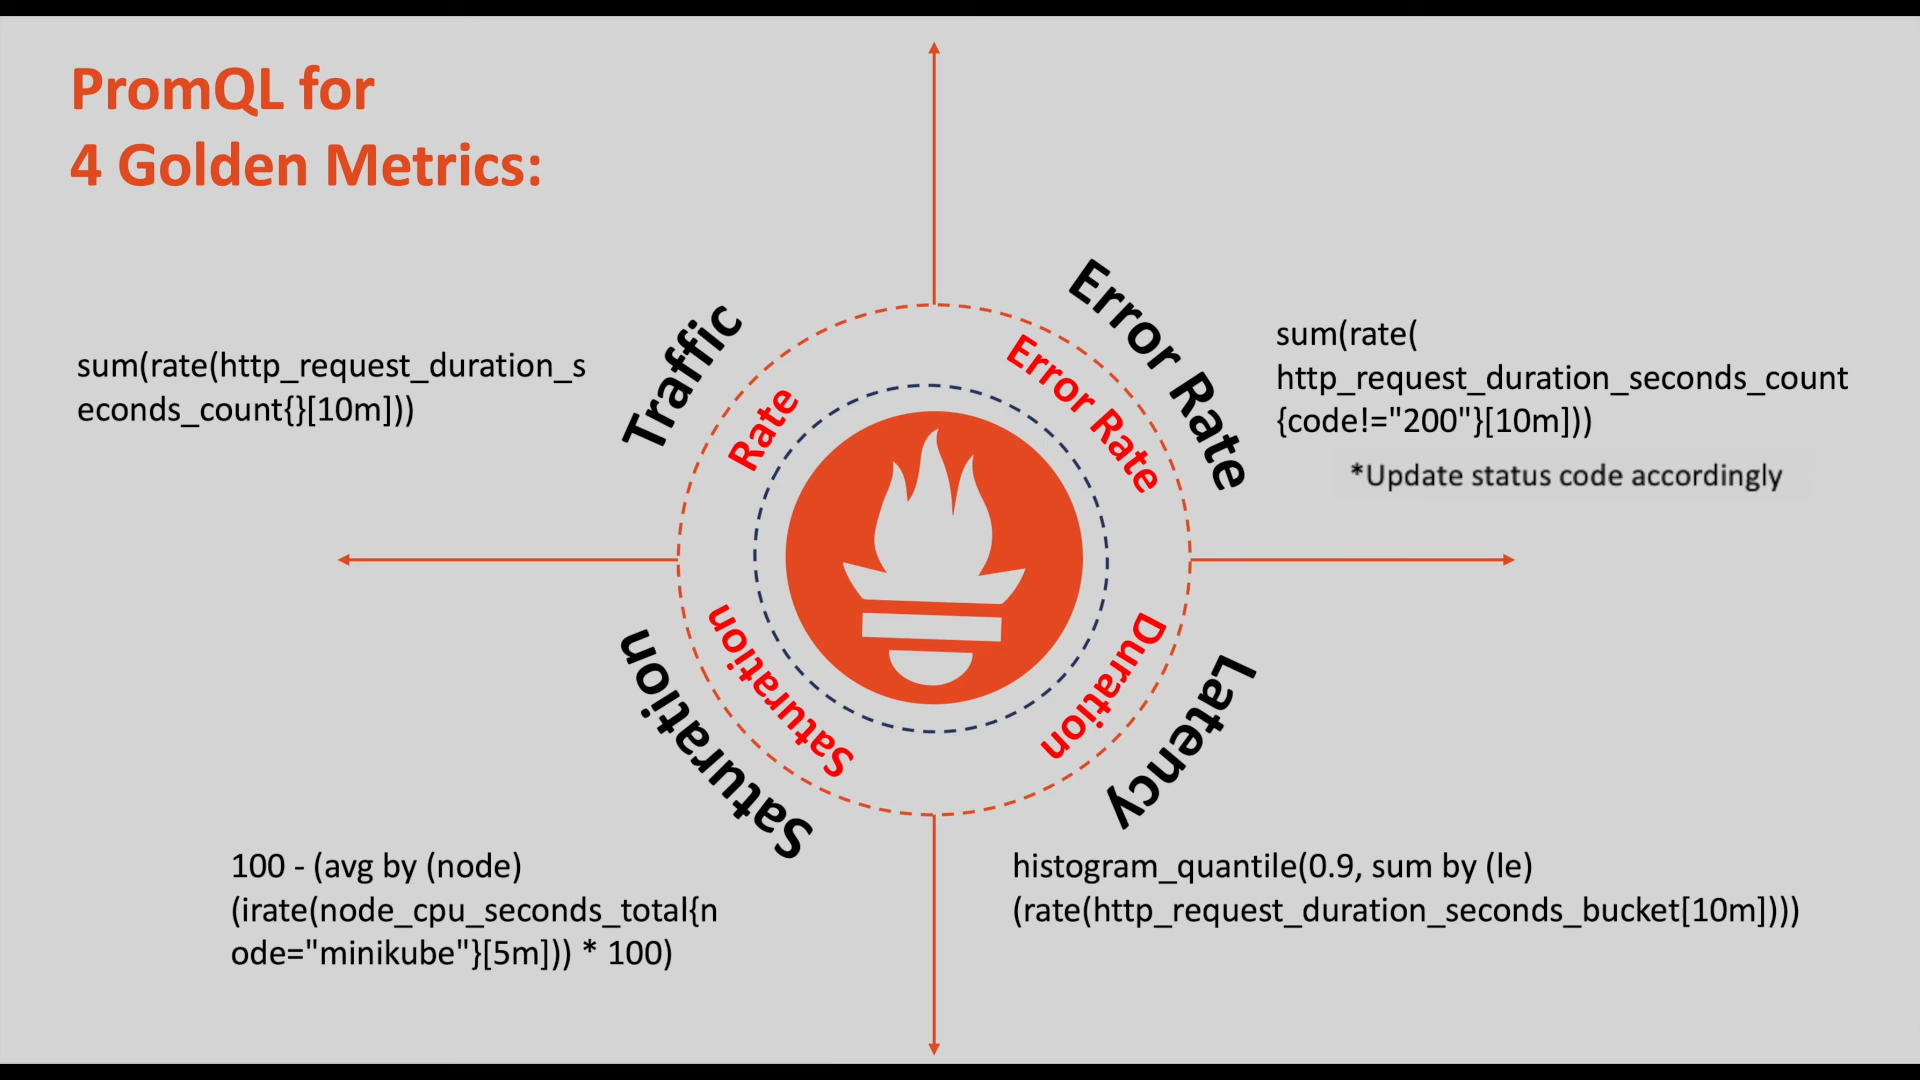 PromQL for
4 Golden Metrics:
Traffic
Rate
sum(rate(http_request_duration_s
econds_count{}[10m]))
Error Rate
Error Rate
sum(rate(
http_request_duration_seconds_count
{code!="200"}[10m]))
*Update status code accordingly
Saturation
Saturation
100 - (avg by (node)
(irate(node_cpu_seconds_total{n
ode="minikube"}[5m])) * 100)
Duration
Latency
histogram_quantile(0.9, sum by (le)
(rate(http_request_duration_seconds_bucket[10m])))